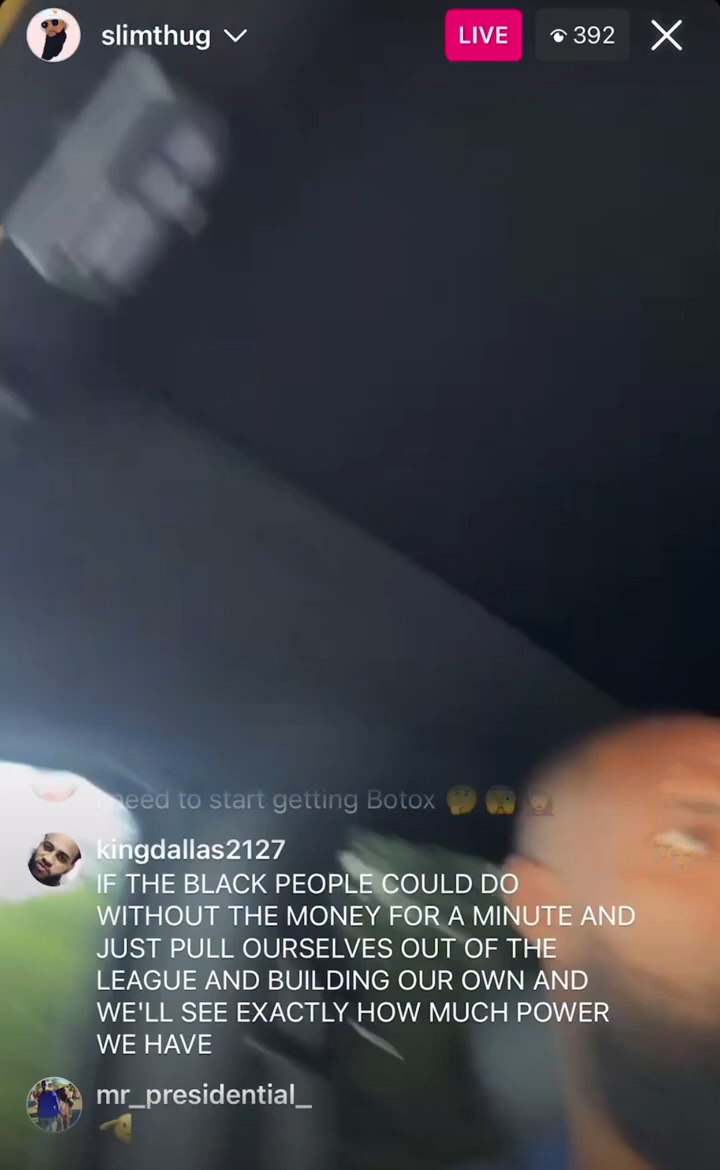 slimthug
LIVE
392
need to start getting Botox 🤔
kingdallas2127
IF THE BLACK PEOPLE COULD DO
WITHOUT THE MONEY FOR A MINUTE AND
JUST PULL OURSELVES OUT OF THE
LEAGUE AND BUILDING OUR OWN AND
WE'LL SEE EXACTLY HOW MUCH POWER
WE HAVE
mr_presidential_